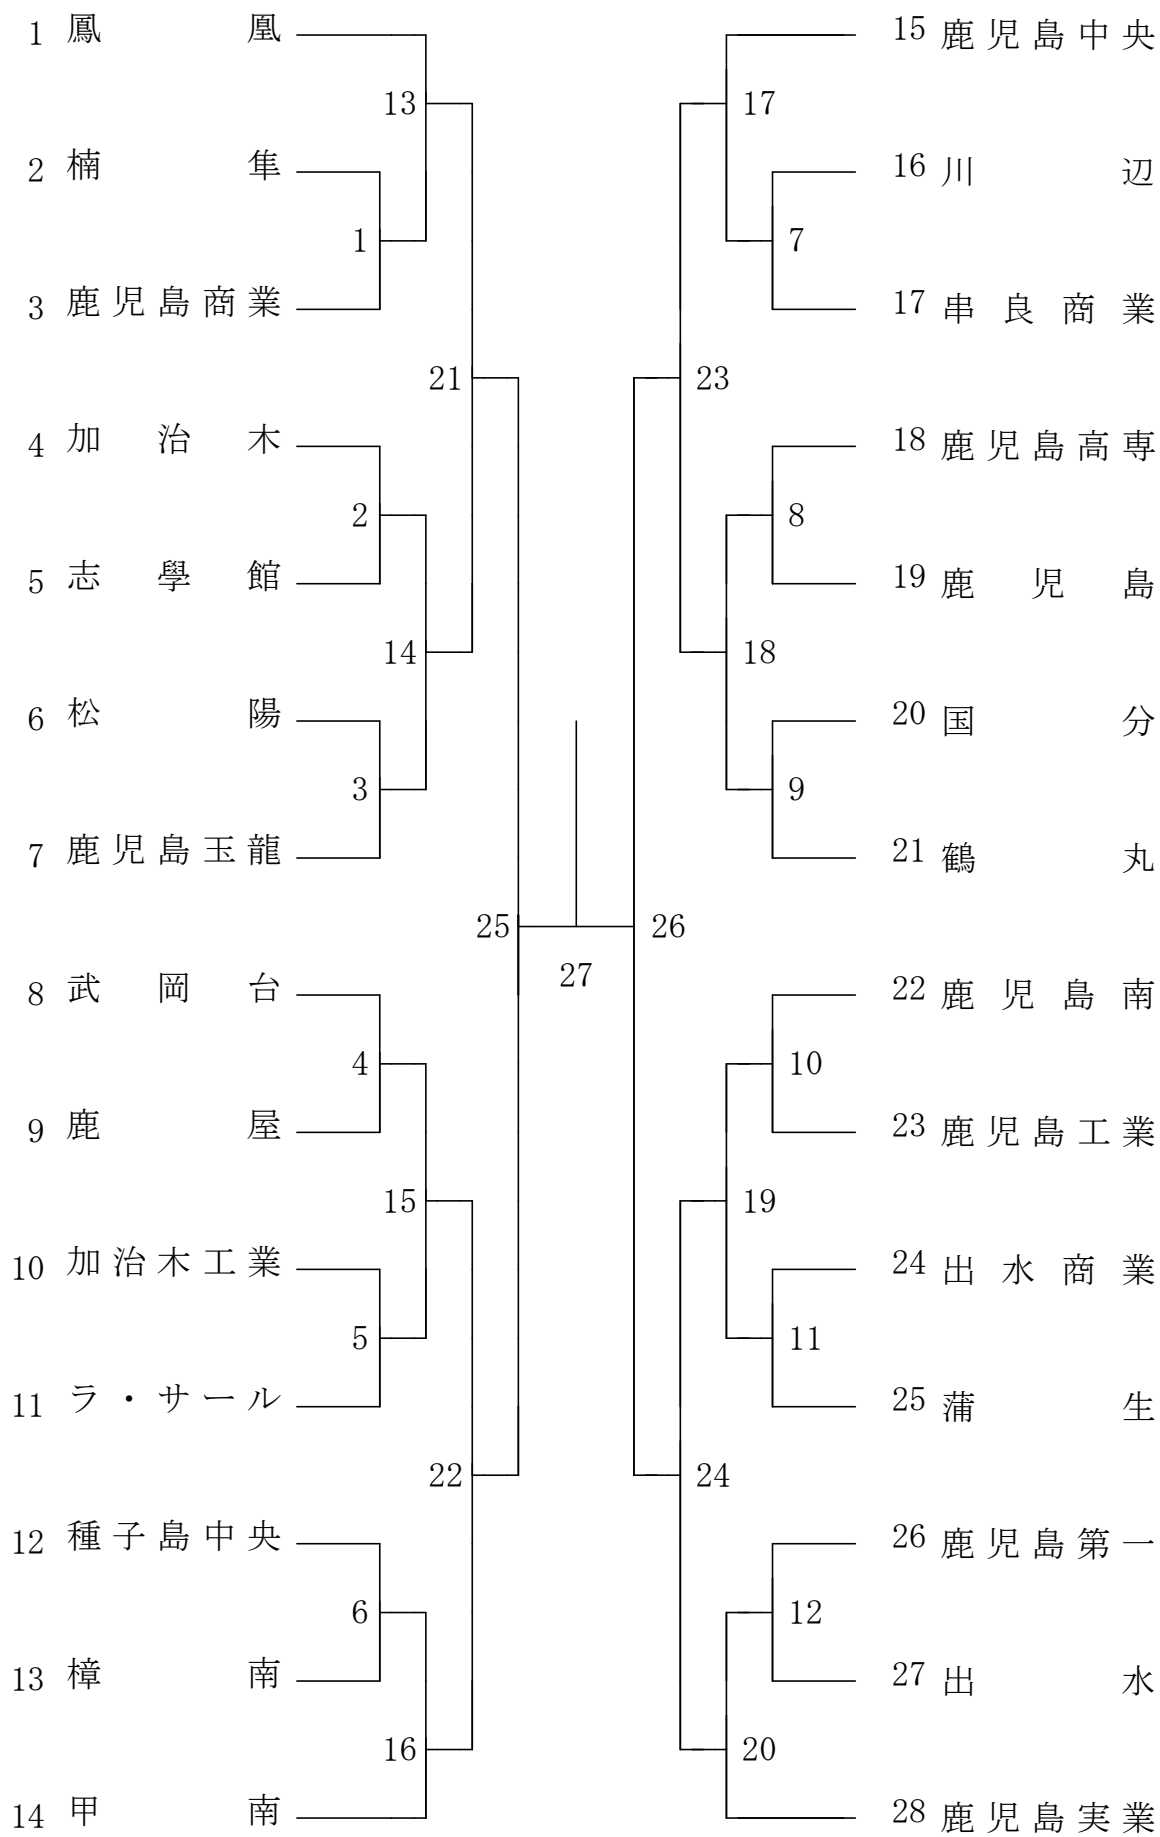 1 鳳凰
13
2 楠隼
1
3 鹿児島商業
21
4 加治木
2
5 志學館
14
6 松陽
3
7 鹿児島玉龍
25
8 武岡台
4
9 鹿屋
15
10 加治木工業
5
11 ラ・サール
22
12 種子島中央
6
13 樟南
16
14 甲南
27
15 鹿児島中央
17
16 川辺
7
17 串良商業
23
18 鹿児島高専
8
19 鹿児島
18
20 国分
9
21 鶴丸
26
22 鹿児島南
10
23 鹿児島工業
19
24 出水商業
11
25 蒲生
24
26 鹿児島第一
12
27 出水
20
28 鹿児島実業